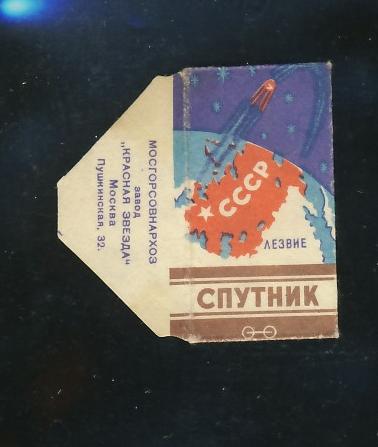 МОСГОРСОВНАРХОЗ
завод
„КРАСНАЯ ЗВЕЗДА"
Москва
Пушкинская, 32.
СССР
ЛЕЗВИЕ
СПУТНИК